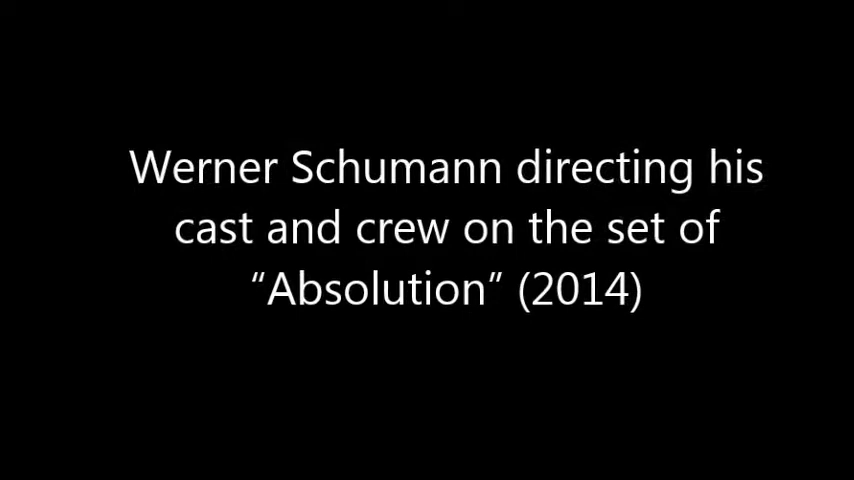 Werner Schumann directing his
cast and crew on the set of
“Absolution” (2014)